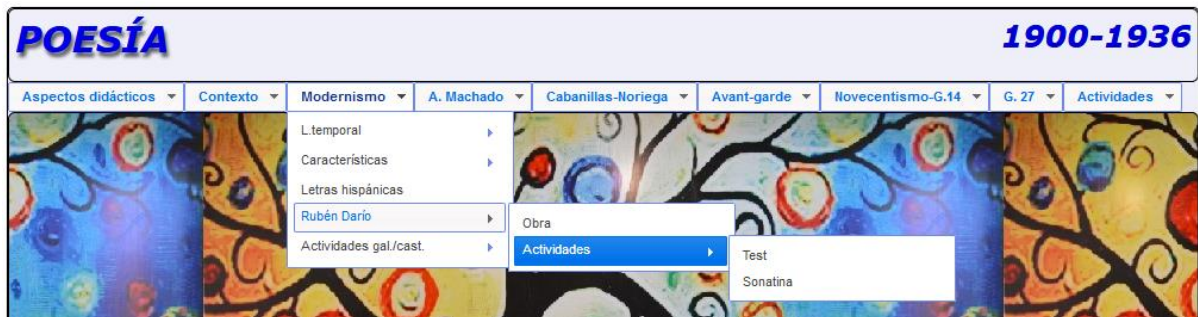 POESÍA 1900-1936
Aspectos didácticos Contexto Modernismo A. Machado Cabanillas-Noriega Avant-garde Novecentismo-G.14 G. 27 Actividades
L.temporal
Características
Letras hispánicas
Rubén Darío
Actividades gal./cast.
Obra
Actividades
Test
Sonatina